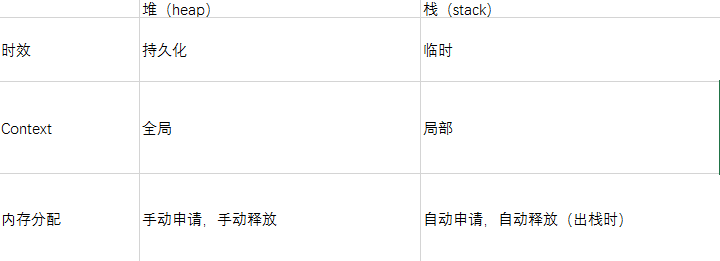 堆（heap） 栈（stack）
时效 持久化 临时
Context 全局 局部
内存分配 手动申请，手动释放 自动申请，自动释放（出栈时）